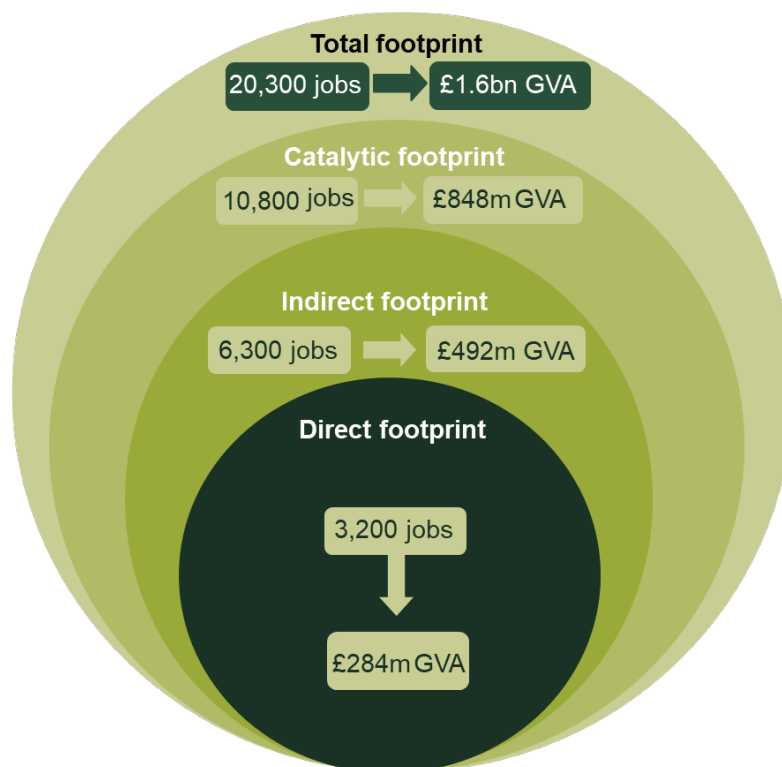 Total footprint
20,300 jobs
£1.6bn GVA
Catalytic footprint
10,800 jobs
£848m GVA
Indirect footprint
6,300 jobs
£492m GVA
Direct footprint
3,200 jobs
£284m GVA